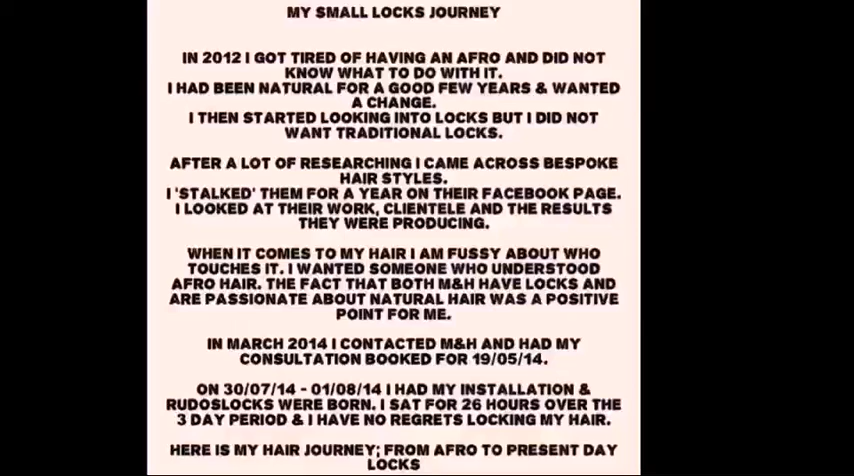 MY SMALL LOCKS JOURNEY
IN 2012 I GOT TIRED OF HAVING AN AFRO AND DID NOT
KNOW WHAT TO DO WITH IT.
I HAD BEEN NATURAL FOR A GOOD FEW YEARS & WANTED
A CHANGE.
I THEN STARTED LOOKING INTO LOCKS BUT I DID NOT
WANT TRADITIONAL LOCKS.
AFTER A LOT OF RESEARCHING I CAME ACROSS BESPOKE
HAIR STYLES.
I 'STALKED' THEM FOR A YEAR ON THEIR FACEBOOK PAGE.
I LOOKED AT THEIR WORK, CLIENTELE AND THE RESULTS
THEY WERE PRODUCING.
WHEN IT COMES TO MY HAIR I AM FUSSY ABOUT WHO
TOUCHES IT. I WANTED SOMEONE WHO UNDERSTOOD
AFRO HAIR. THE FACT THAT BOTH M&H HAVE LOCKS AND
ARE PASSIONATE ABOUT NATURAL HAIR WAS A POSITIVE
POINT FOR ME.
IN MARCH 2014 I CONTACTED M&H AND HAD MY
CONSULTATION BOOKED FOR 19/05/14.
ON 30/07/14 - 01/08/14 I HAD MY INSTALLATION &
RUDOSLOCKS WERE BORN. I SAT FOR 26 HOURS OVER THE
3 DAY PERIOD & I HAVE NO REGRETS LOCKING MY HAIR.
HERE IS MY HAIR JOURNEY; FROM AFRO TO PRESENT DAY
LOCKS